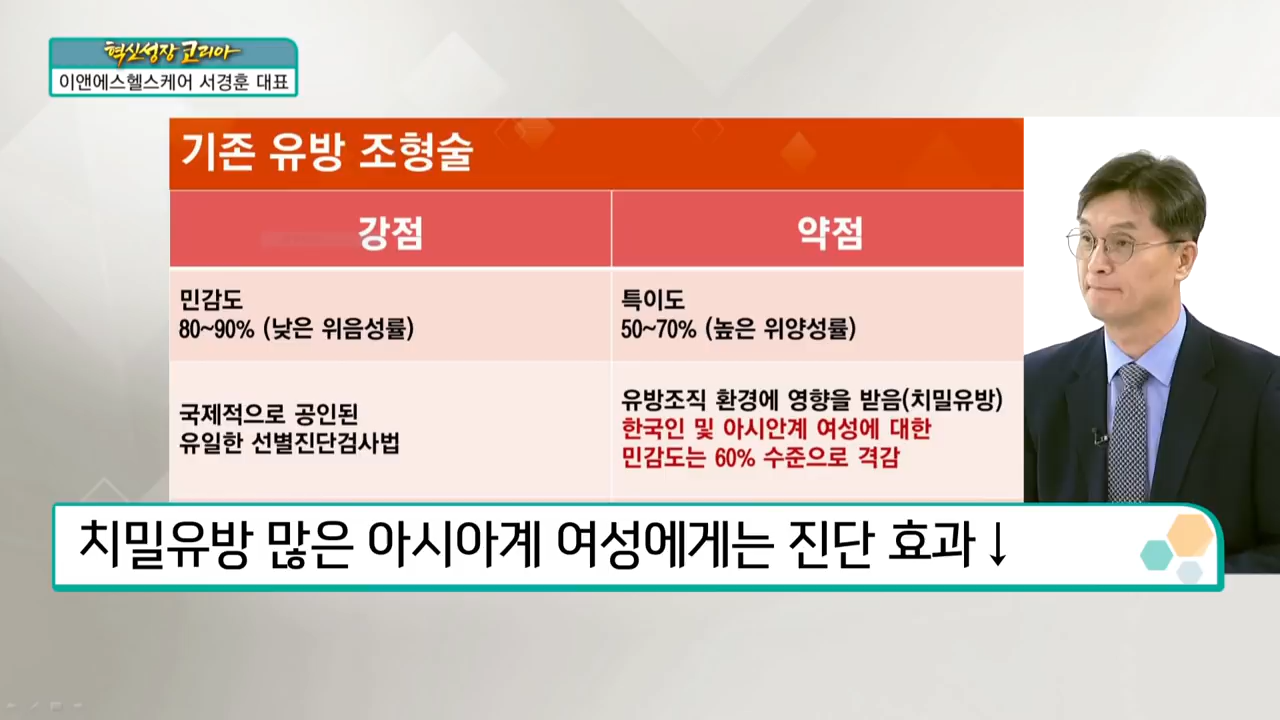 혁신성장 코리아
이앤에스헬스케어 서경훈 대표
기존 유방 조형술
강점
약점
민감도
80~90% (낮은 위음성률)
특이도
50~70% (높은 위양성률)
국제적으로 공인된
유일한 선별진단검사법
유방조직 환경에 영향을 받음(치밀유방)
한국인 및 아시안계 여성에 대한
민감도는 60% 수준으로 격감
치밀유방 많은 아시아계 여성에게는 진단 효과↓